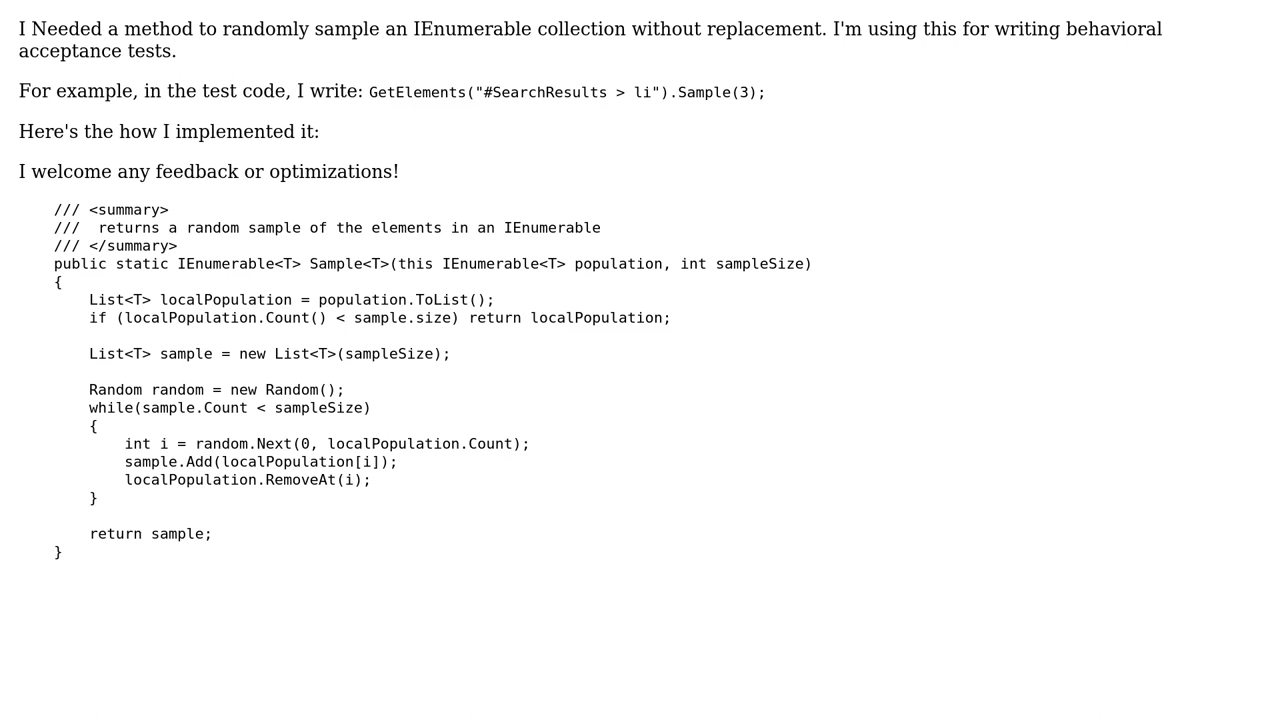 I Needed a method to randomly sample an IEnumerable collection without replacement. I'm using this for writing behavioral
acceptance tests.
For example, in the test code, I write: GetElements("#SearchResults > li").Sample(3);
Here's the how I implemented it:
I welcome any feedback or optimizations!
/// <summary>
///  returns a random sample of the elements in an IEnumerable
/// </summary>
public static IEnumerable<T> Sample<T>(this IEnumerable<T> population, int sampleSize)
{
    List<T> localPopulation = population.ToList();
    if (localPopulation.Count() < sample.size) return localPopulation;
    List<T> sample = new List<T>(sampleSize);
    Random random = new Random();
    while(sample.Count < sampleSize)
    {
        int i = random.Next(0, localPopulation.Count);
        sample.Add(localPopulation[i]);
        localPopulation.RemoveAt(i);
    }
    return sample;
}